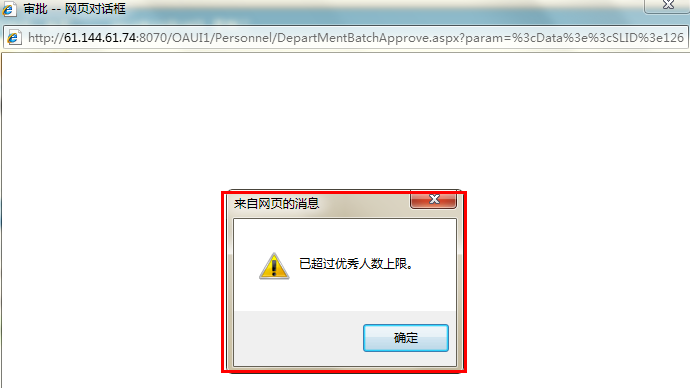 审批 -- 网页对话框
http://61.144.61.74:8070/OAUI1/Personnel/DepartMentBatchApprove.aspx?param=%3cData%3e%3cSLID%3e126
来自网页的消息
已超过优秀人数上限。
确定